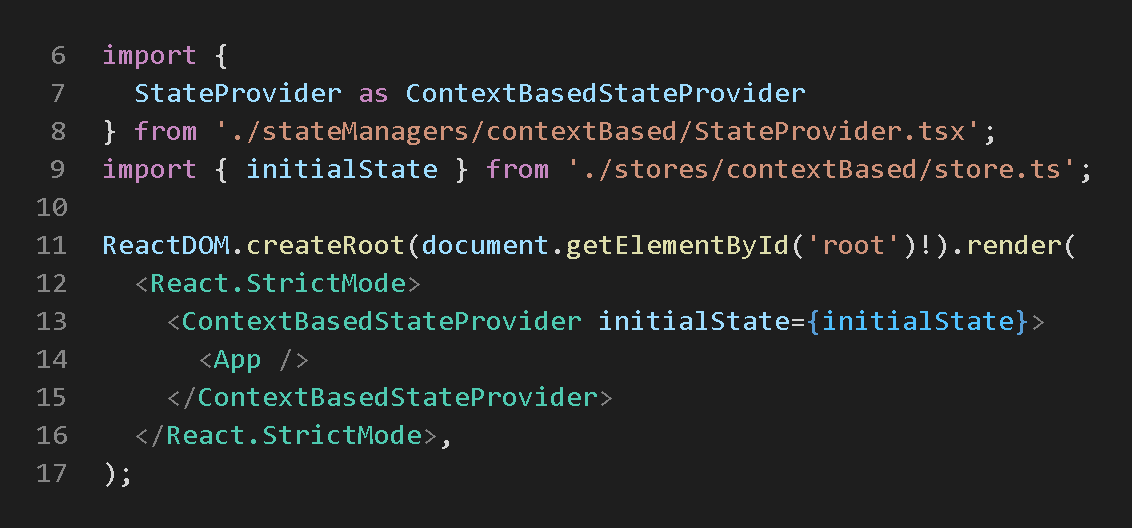 6 import {
7   StateProvider as ContextBasedStateProvider
8 } from './stateManagers/contextBased/StateProvider.tsx';
9 import { initialState } from './stores/contextBased/store.ts';
10
11 ReactDOM.createRoot(document.getElementById('root')!).render(
12   <React.StrictMode>
13     <ContextBasedStateProvider initialState={initialState}>
14       <App />
15     </ContextBasedStateProvider>
16   </React.StrictMode>,
17 );